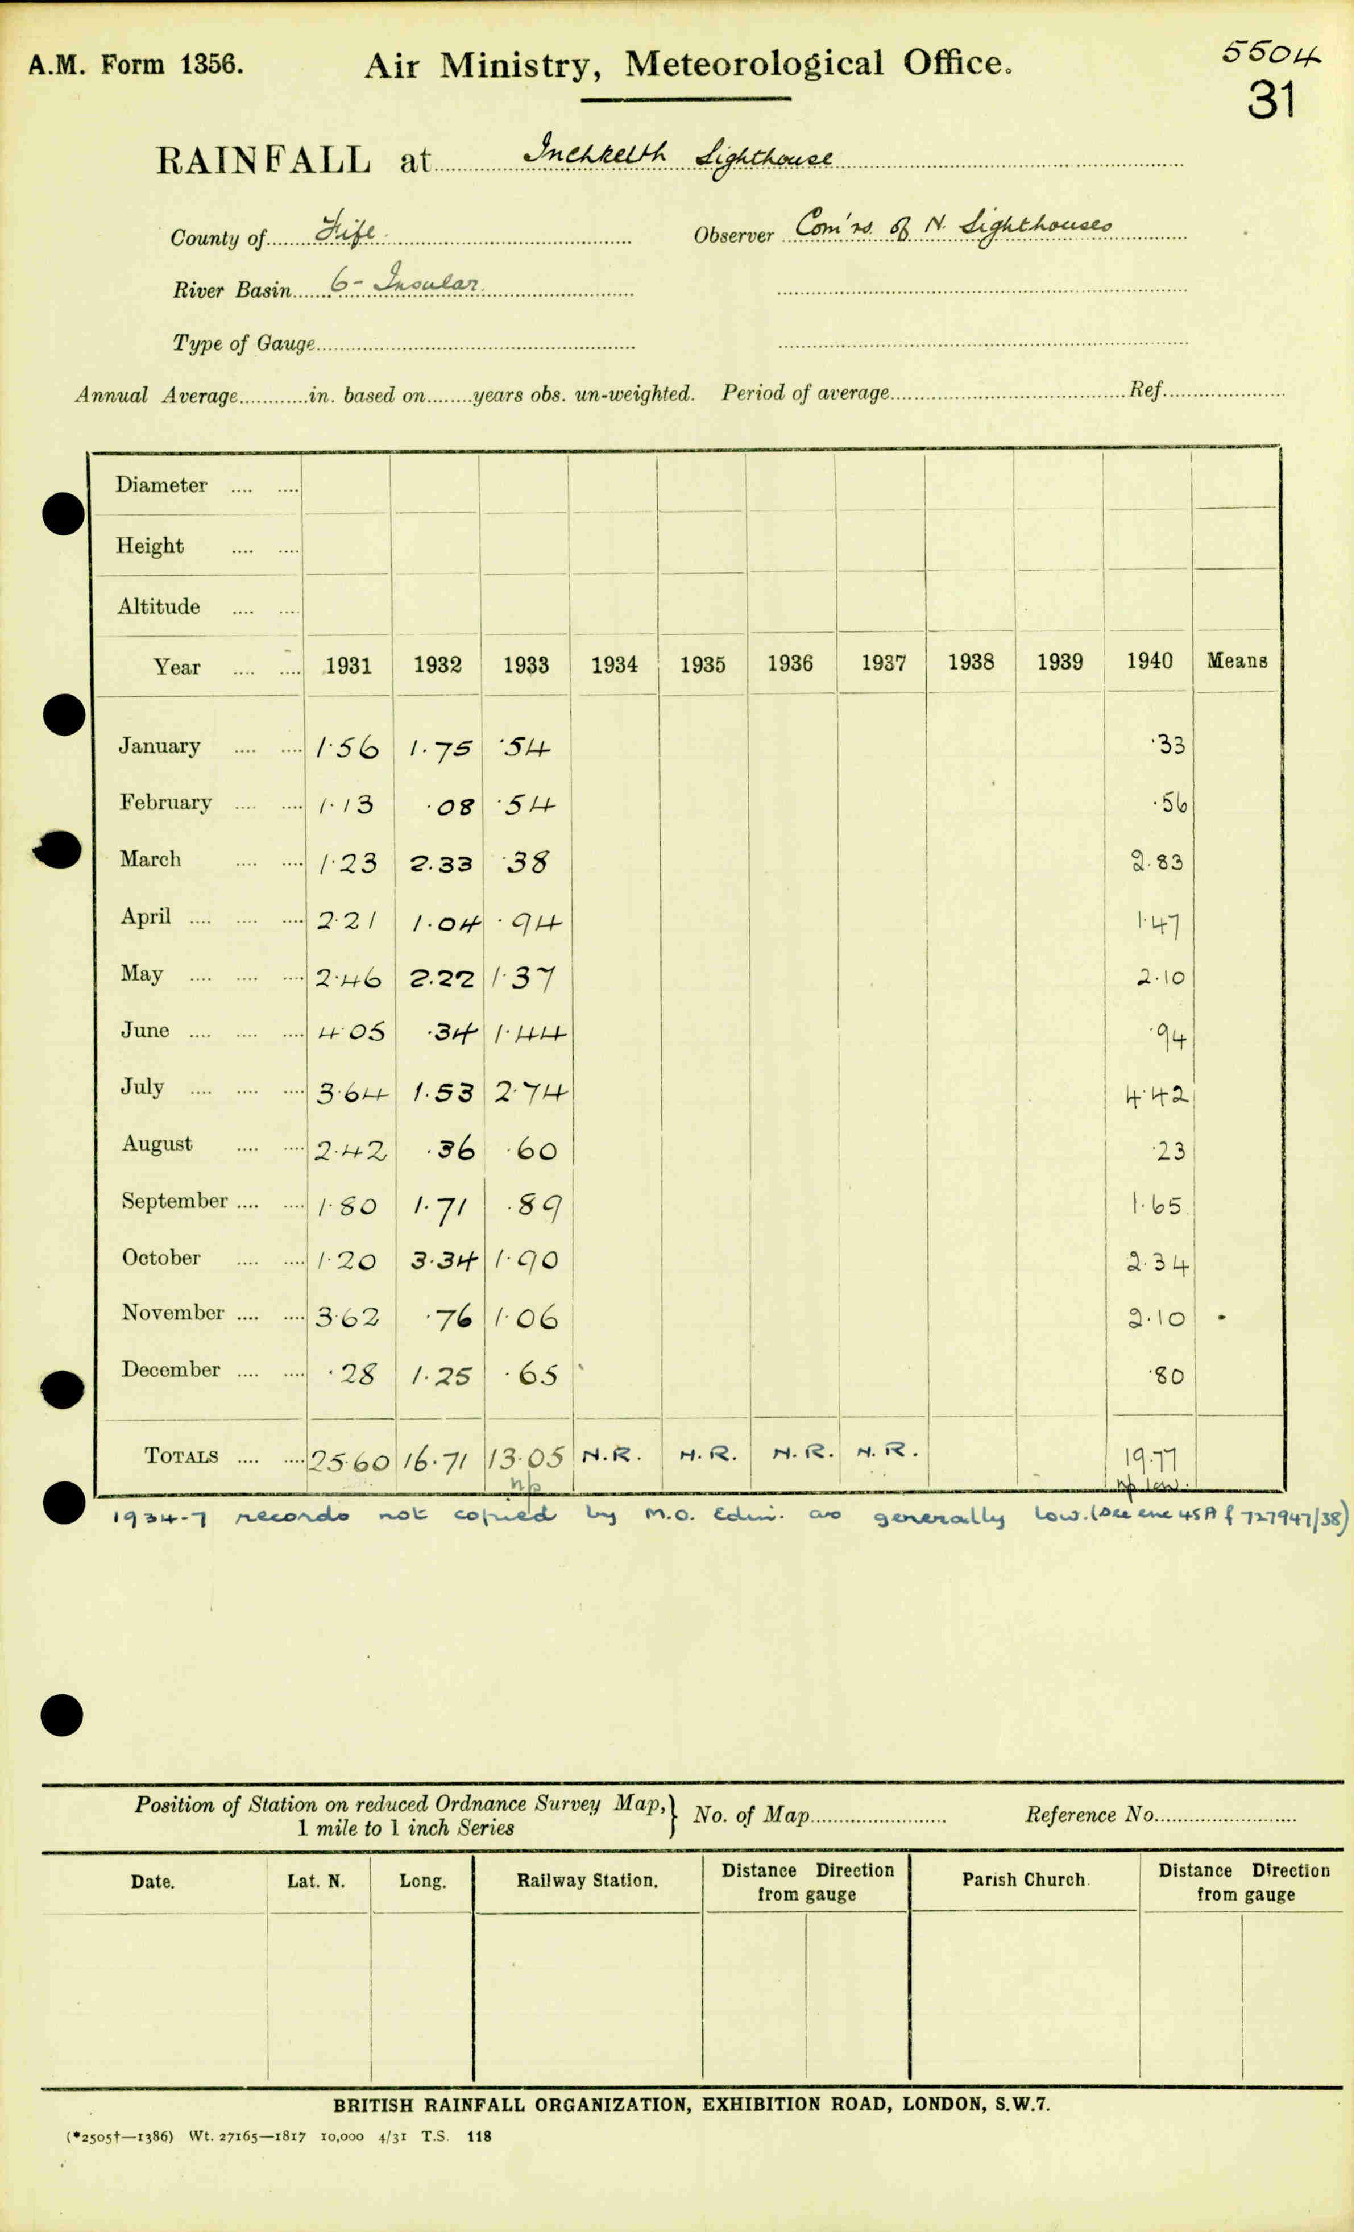 A.M. Form 1356.
Air Ministry, Meteorological Office.
5504
31
RAINFALL at Inchkeith Lighthouse
County of Fife
Observer Com'rs. of N. Lighthouses
River Basin 6 - Insular.
Type of Gauge
Annual Average in. based on years obs. un-weighted. Period of average Ref.
Diameter
Height
Altitude
Year 1931 1932 1933 1934 1935 1936 1937 1938 1939 1940 Means
January 1.56 1.75 .54 .33
February 1.13 .08 .54 .56
March 1.23 2.33 .38 2.83
April 2.21 1.04 .94 1.47
May 2.46 2.22 1.37 2.10
June 4.05 .34 1.44 .94
July 3.64 1.53 2.74 4.42
August 2.42 .36 .60 .23
September 1.80 1.71 .89 1.65
October 1.20 3.34 1.90 2.34
November 3.62 .76 1.06 2.10
December .28 1.25 .65 .80
TOTALS 25.60 16.71 13.05 N.R. N.R. N.R. N.R. 19.77
np np low.
1934-7 records not copied by M.O. Edin. as generally low. (see enc 45A f 727947/38)
Position of Station on reduced Ordnance Survey Map,
1 mile to 1 inch Series
No. of Map
Reference No.
Date. Lat. N. Long. Railway Station. Distance Direction from gauge Parish Church. Distance Direction from gauge
BRITISH RAINFALL ORGANIZATION, EXHIBITION ROAD, LONDON, S.W.7.
(*2505†—1386) Wt. 27165—1817 10,000 4/31 T.S. 118